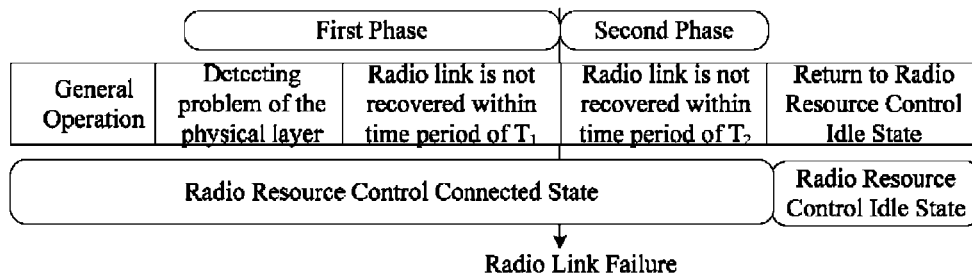 First Phase
Second Phase
General
Operation
Detecting
problem of the
physical layer
Radio link is not
recovered within
time period of T₁
Radio link is not
recovered within
time period of T₂
Return to Radio
Resource Control
Idle State
Radio Resource Control Connected State
Radio Resource
Control Idle State
Radio Link Failure